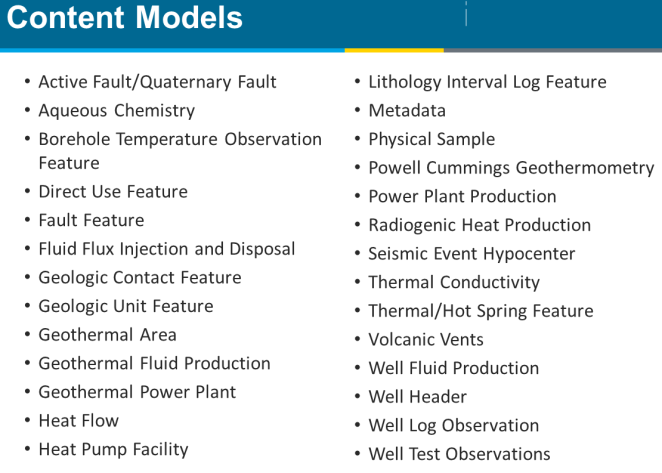 Content Models
• Active Fault/Quaternary Fault
• Aqueous Chemistry
• Borehole Temperature Observation
Feature
• Direct Use Feature
• Fault Feature
• Fluid Flux Injection and Disposal
• Geologic Contact Feature
• Geologic Unit Feature
• Geothermal Area
• Geothermal Fluid Production
• Geothermal Power Plant
• Heat Flow
• Heat Pump Facility
• Lithology Interval Log Feature
• Metadata
• Physical Sample
• Powell Cummings Geothermometry
• Power Plant Production
• Radiogenic Heat Production
• Seismic Event Hypocenter
• Thermal Conductivity
• Thermal/Hot Spring Feature
• Volcanic Vents
• Well Fluid Production
• Well Header
• Well Log Observation
• Well Test Observations